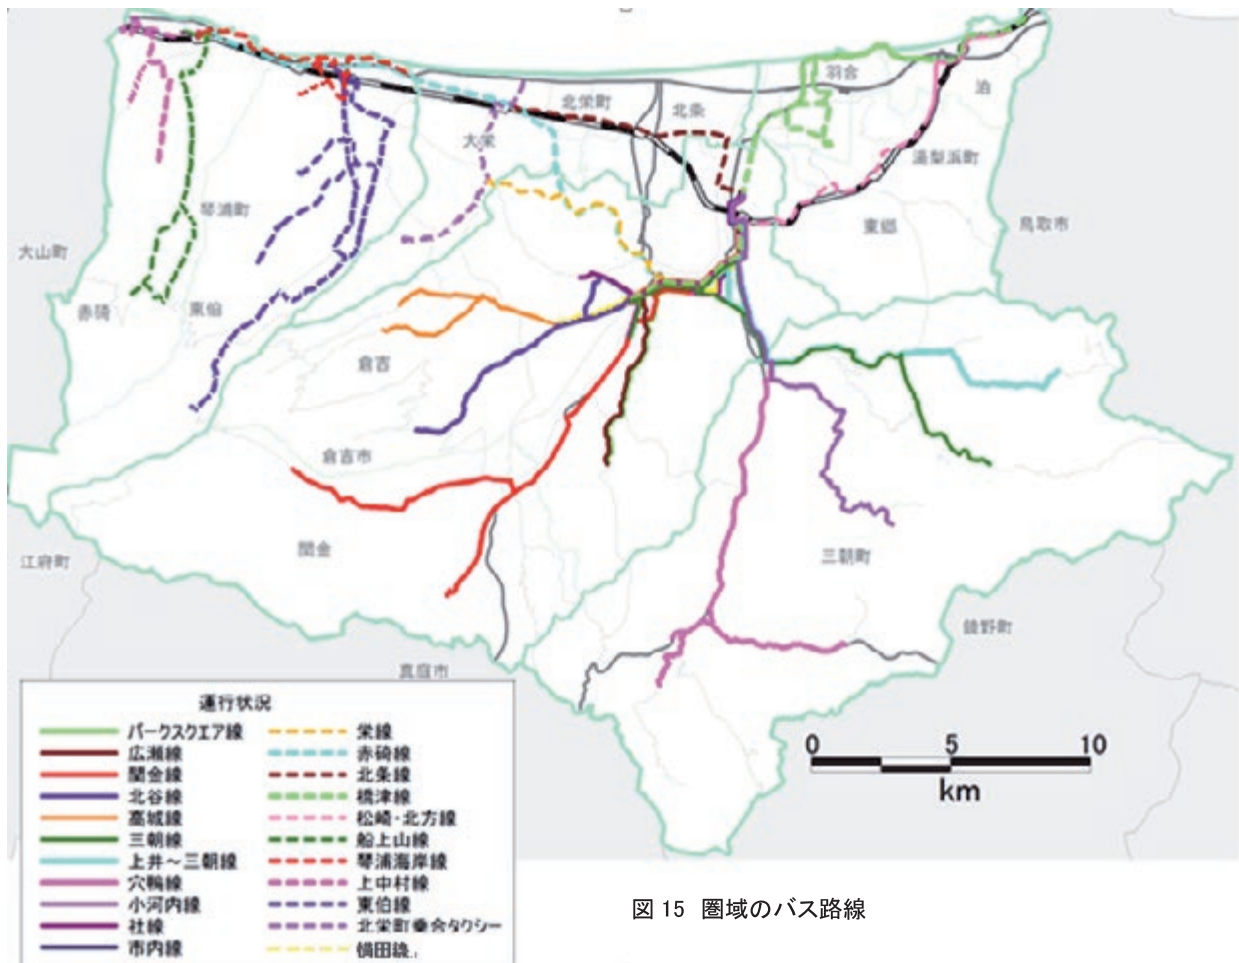 羽合
北栄町
北条
泊
大栄
湯梨浜町
琴浦町
東郷
鳥取市
大山町
赤碕
東伯
倉吉
倉吉市
関金
三朝町
江府町
鏡野町
真庭市
運行状況
パークスクエア線
広瀬線
関金線
北谷線
高城線
三朝線
上井～三朝線
穴鴨線
小河内線
社線
市内線
栄線
赤碕線
北条線
橋津線
松崎・北方線
船上山線
琴浦海岸線
上中村線
東伯線
北栄町乗合タクシー
横田線
0 5 10
km
図 15 圏域のバス路線